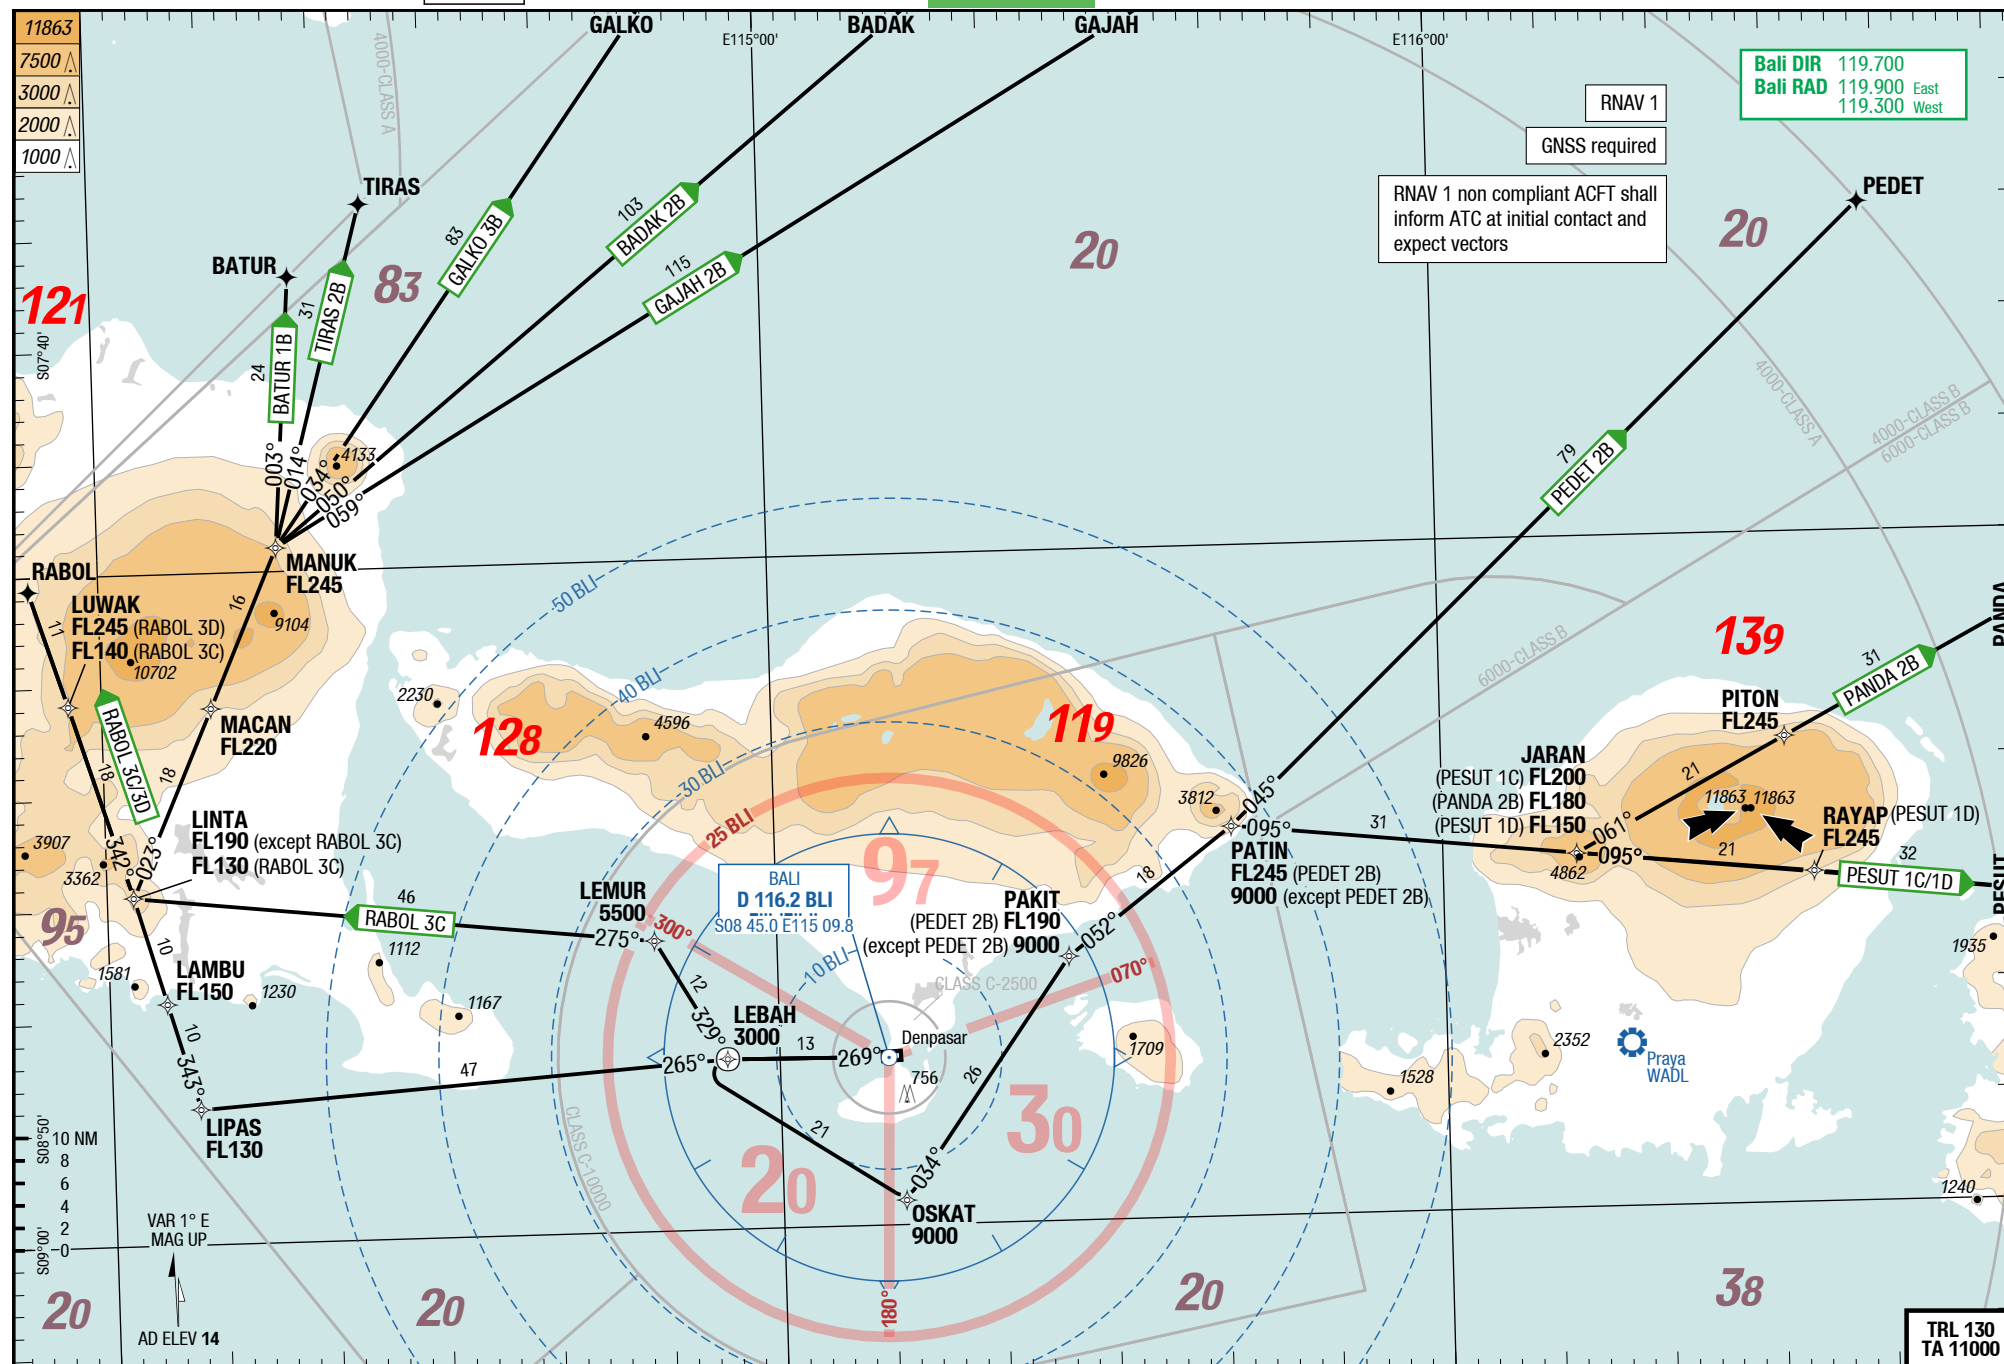 11863
7500
3000
2000
1000
GALKO
BADAK
GAJAH
E115°00'
E116°00'
4000-CLASS A
Bali DIR 119.700
Bali RAD 119.900 East
119.300 West
RNAV 1
GNSS required
RNAV 1 non compliant ACFT shall
inform ATC at initial contact and
expect vectors
TIRAS
PEDET
BATUR
83
20
20
121
83
103
115
GALKO 3B
BADAK 2B
GAJAH 2B
31
TIRAS 2B
24
BATUR 1B
S07°40'
4000-CLASS A
4000-CLASS B
6000-CLASS B
79
PEDET 2B
003°
014°
034°
050°
059°
4133
MANUK
FL245
RABOL
LUWAK
FL245 (RABOL 3D)
FL140 (RABOL 3C)
10702
9104
11
16
50 BLI
40 BLI
30 BLI
25 BLI
10 BLI
6000-CLASS B
PANDA
139
31
PANDA 2B
PITON
FL245
2230
128
4596
119
9826
3812
MACAN
FL220
RABOL 3C/3D
18
18
045°
095°
31
JARAN
(PESUT 1C) FL200
(PANDA 2B) FL180
(PESUT 1D) FL150
21
11863
11863
RAYAP (PESUT 1D)
FL245
061°
095°
21
4862
32
PESUT 1C/1D
PESUT
LINTA
FL190 (except RABOL 3C)
FL130 (RABOL 3C)
342°
023°
3907
3362
95
46
RABOL 3C
275°
LEMUR
5500
300°
BALI
D 116.2 BLI
S08 45.0 E115 09.8
97
PAKIT
(PEDET 2B) FL190
(except PEDET 2B) 9000
052°
18
PATIN
FL245 (PEDET 2B)
9000 (except PEDET 2B)
070°
1935
1112
1581
1230
1167
10
LAMBU
FL150
10
343°
12
329°
LEBAH
3000
CLASS C-2500
Denpasar
13
269°
265°
47
756
26
1709
2352
Praya
WADL
1528
LIPAS
FL130
21
034°
OSKAT
9000
30
20
CLASS C-10000
S08°50'
10 NM
8
6
4
2
0
S09°00'
VAR 1° E
MAG UP
AD ELEV 14
20
20
180°
20
38
1240
TRL 130
TA 11000